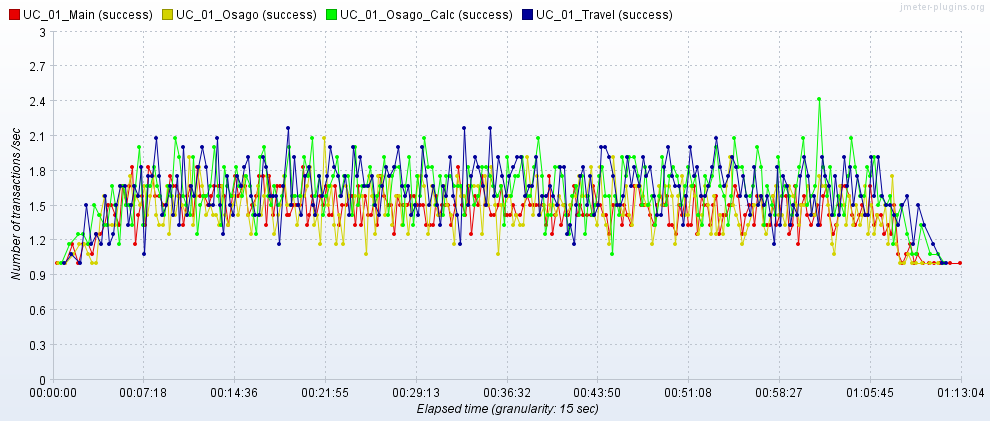 jmeter-plugins.org
UC_01_Main (success) UC_01_Osago (success) UC_01_Osago_Calc (success) UC_01_Travel (success)
3
2.7
2.4
2.1
1.8
1.5
1.2
0.9
0.6
0.3
0
Number of transactions /sec
00:00:00 00:07:18 00:14:36 00:21:55 00:29:13 00:36:32 00:43:50 00:51:08 00:58:27 01:05:45 01:13:04
Elapsed time (granularity: 15 sec)